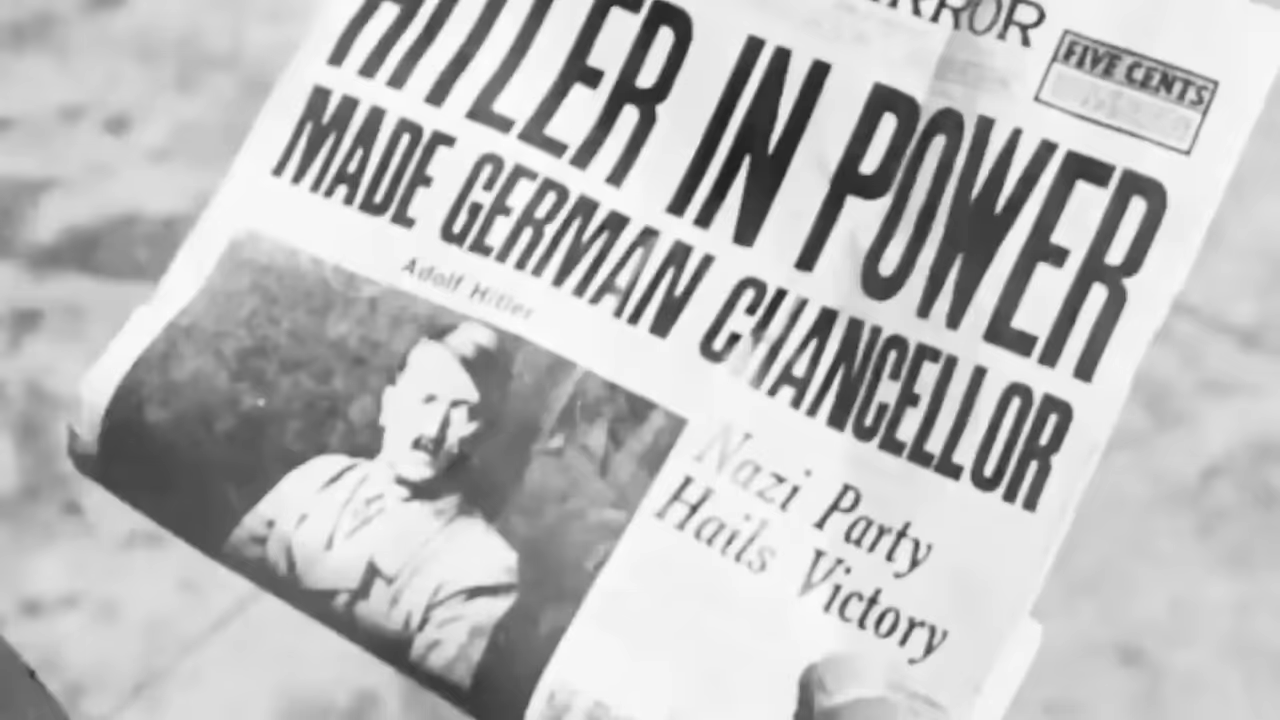 FIVE CENTS
HITLER IN POWER
MADE GERMAN CHANCELLOR
Adolf Hitler
Nazi Party
Hails Victory